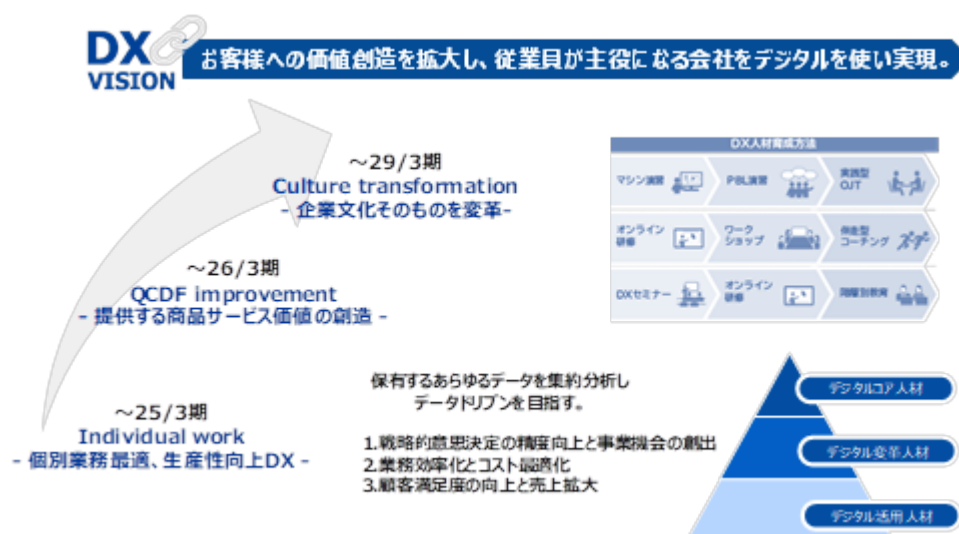 DX
VISION
お客様への価値創造を拡大し、従業員が主役になる会社をデジタルを使い実現。
～29/3期
Culture transformation
- 企業文化そのものを変革-
～26/3期
QCDF improvement
- 提供する商品サービス価値の創造 -
～25/3期
Individual work
- 個別業務最適、生産性向上DX -
DX人材育成方法
マシン演習
PBL演習
実践型
OJT
オンライン
研修
ワーク
ショップ
伴走型
コーチング
DXセミナー
オンライン
研修
階層別教育
保有するあらゆるデータを集約分析し
データドリブンを目指す。
1.戦略的意思決定の精度向上と事業機会の創出
2.業務効率化とコスト最適化
3.顧客満足度の向上と売上拡大
デジタルコア人材
デジタル変革人材
デジタル活用人材